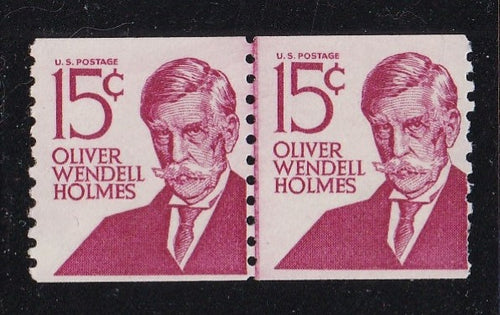 U.S. POSTAGE
15¢
OLIVER
WENDELL
HOLMES
U.S. POSTAGE
15¢
OLIVER
WENDELL
HOLMES